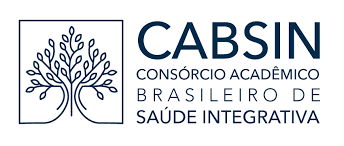 CABSIN
CONSÓRCIO ACADÊMICO
BRASILEIRO DE
SAÚDE INTEGRATIVA